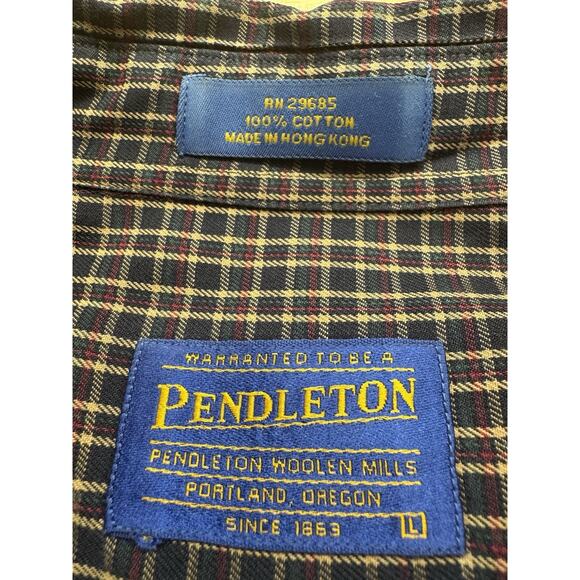 RN 29685
100% COTTON
MADE IN HONG KONG
WARRANTED TO BE A
PENDLETON
PENDLETON WOOLEN MILLS
PORTLAND, OREGON
SINCE 1863 L